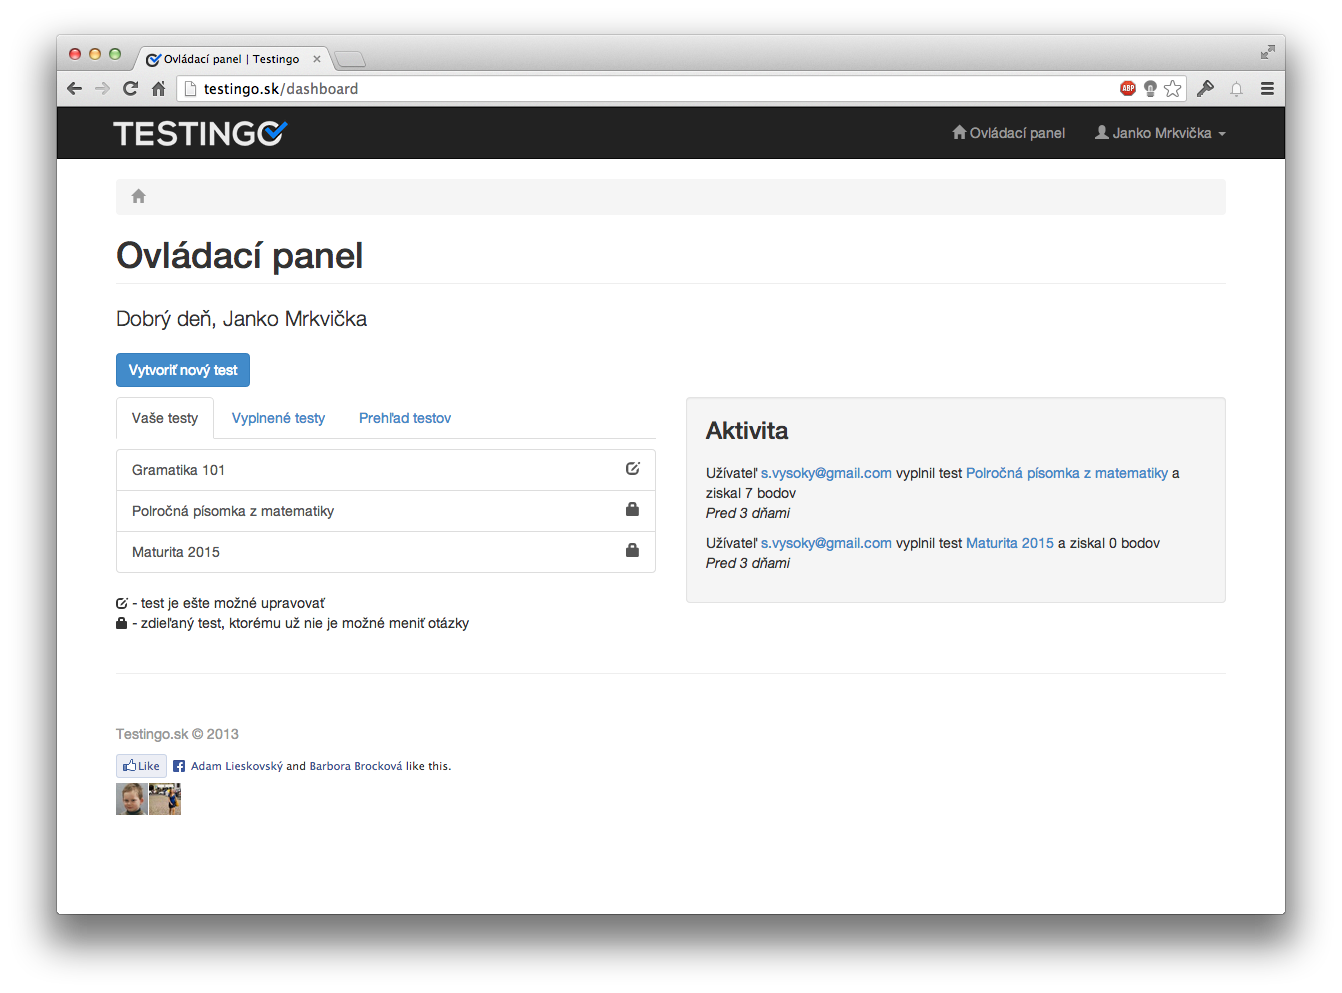 Ovládací panel | Testingo
testingo.sk/dashboard
ABP
TESTINGO
Ovládací panel
Janko Mrkvička
Ovládací panel
Dobrý deň, Janko Mrkvička
Vytvoriť nový test
Vaše testy Vyplnené testy Prehľad testov
Gramatika 101
Polročná písomka z matematiky
Maturita 2015
- test je ešte možné upravovať
- zdieľaný test, ktorému už nie je možné meniť otázky
Aktivita
Užívateľ s.vysoky@gmail.com vyplnil test Polročná písomka z matematiky a
získal 7 bodov
Pred 3 dňami
Užívateľ s.vysoky@gmail.com vyplnil test Maturita 2015 a získal 0 bodov
Pred 3 dňami
Testingo.sk © 2013
Like
Adam Lieskovský and Barbora Brocková like this.